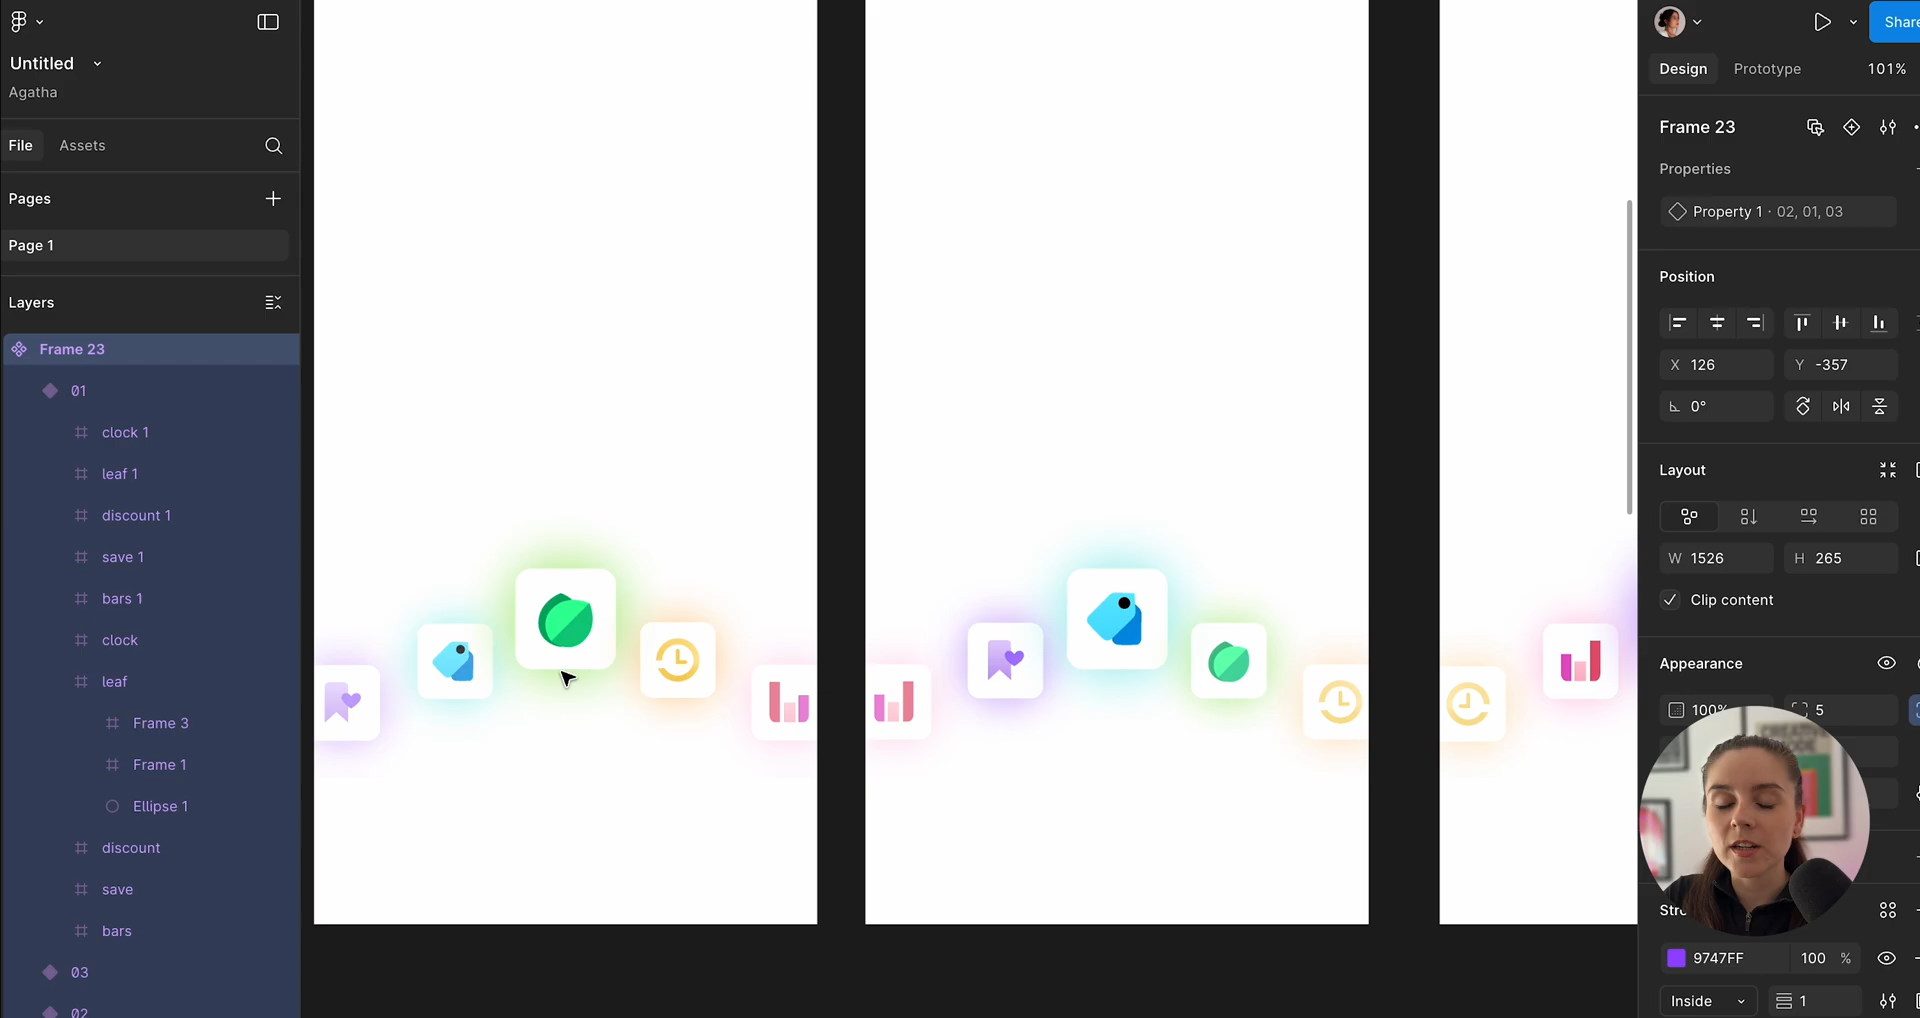 Untitled
Agatha
File Assets
Pages
Page 1
Layers
Frame 23
01
clock 1
leaf 1
discount 1
save 1
bars 1
clock
leaf
Frame 3
Frame 1
Ellipse 1
discount
save
bars
03
02
Share
Design Prototype 101%
Frame 23
Properties
Property 1 · 02, 01, 03
Position
X 126 Y -357
0°
Layout
W 1526 H 265
Clip content
Appearance
100% 5
CREATIVE
9747FF 100 %
Inside 1